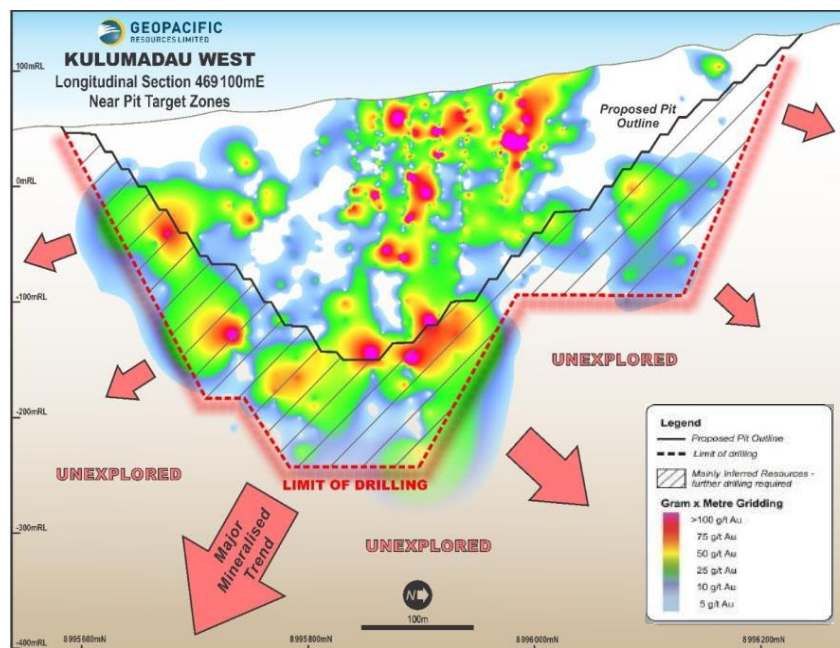 GEOPACIFIC
RESOURCES LIMITED
KULUMADAU WEST
Longitudinal Section 469100mE
Near Pit Target Zones
100mRL
0mRL
-100mRL
-200mRL
-300mRL
-400mRL
Proposed Pit
Outline
UNEXPLORED
UNEXPLORED
UNEXPLORED
LIMIT OF DRILLING
Major
Mineralised
Trend
N
100m
8995600mN
8995800mN
8996000mN
8996200mN
Legend
Proposed Pit Outline
Limit of drilling
Mainly Inferred Resources -
further drilling required
Gram x Metre Gridding
>100 g/t Au
75 g/t Au
50 g/t Au
25 g/t Au
10 g/t Au
5 g/t Au